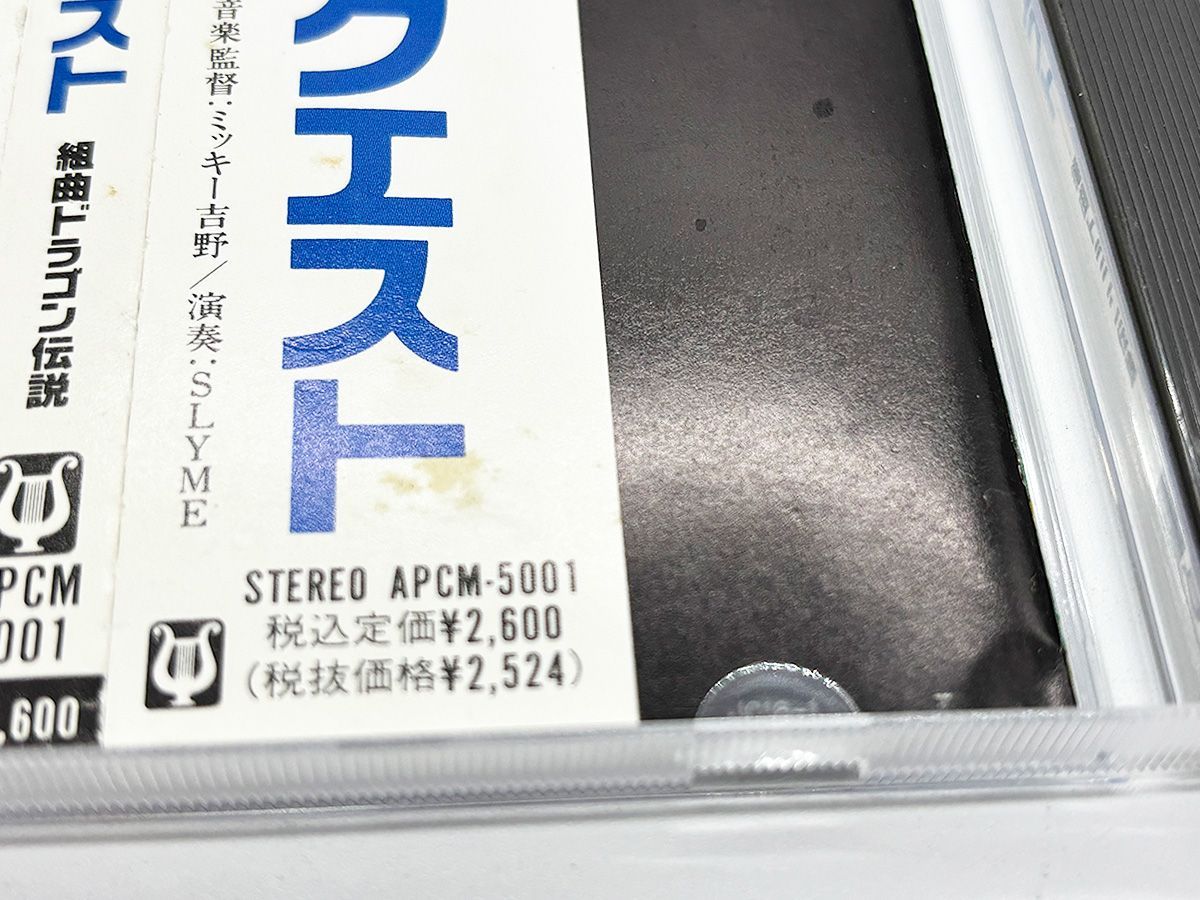 スト
組曲ドラゴン伝説
PCM
001
,600
音楽監督:ミッキー吉野/演奏:SLYME
クエスト
STEREO APCM-5001
税込定価¥2,600
(税抜価格¥2,524)